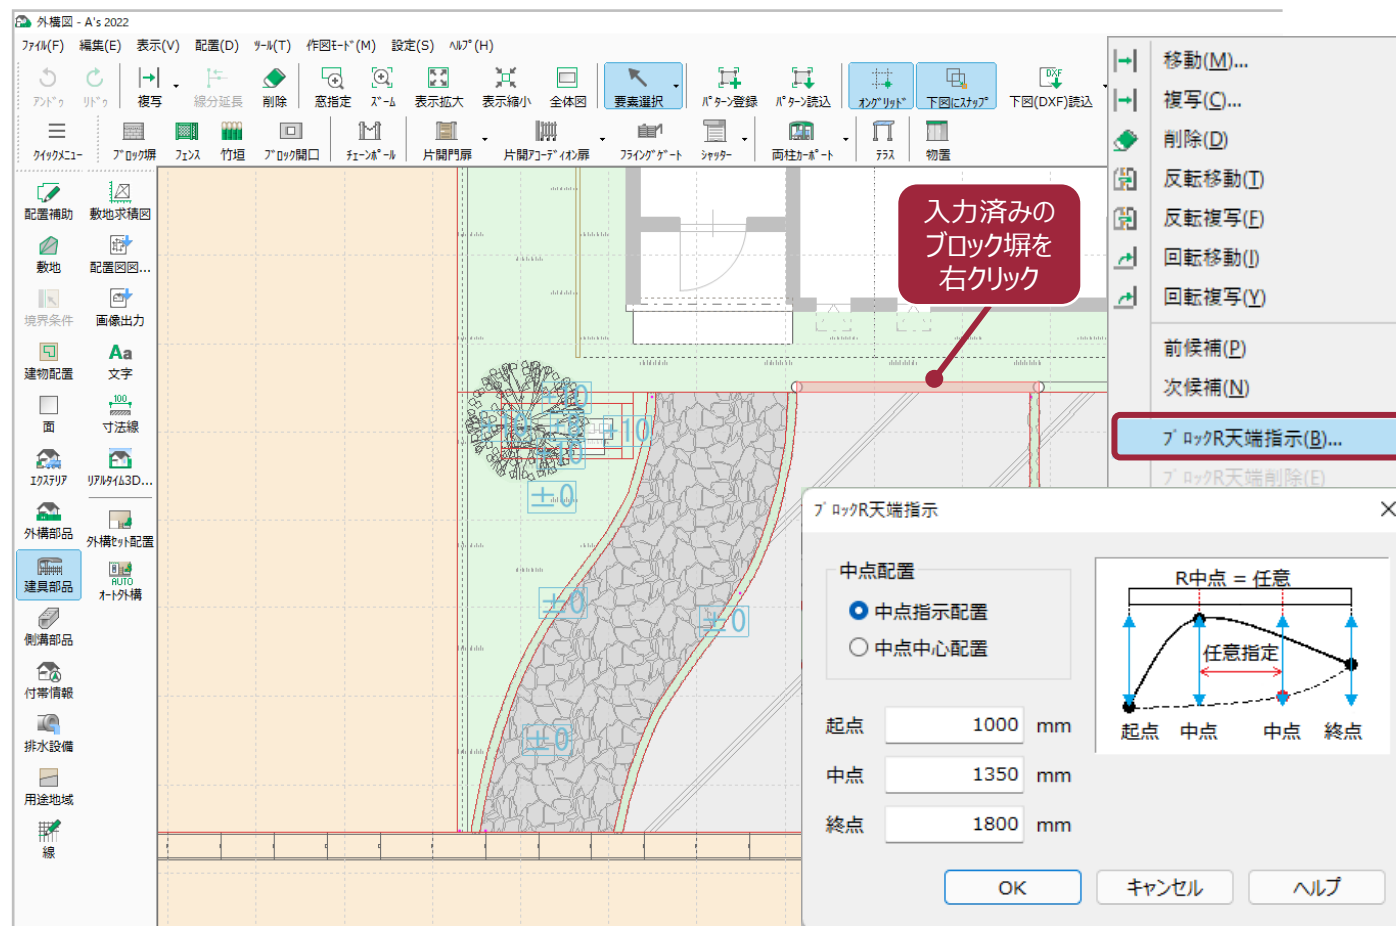 外構図 - A's 2022
ﾌｧｲﾙ(F) 編集(E) 表示(V) 配置(D) ﾂｰﾙ(T) 作図ﾓｰﾄﾞ(M) 設定(S) ﾍﾙﾌﾟ(H)
ｱﾝﾄﾞｩ ﾘﾄﾞｩ 複写 線分延長 削除 窓指定 ｽﾞｰﾑ 表示拡大 表示縮小 全体図 要素選択 ﾊﾟﾀｰﾝ登録 ﾊﾟﾀｰﾝ読込 ｵﾝｸﾞﾘｯﾄﾞ 下図にｽﾅｯﾌﾟ 下図(DXF)読込
ｸｲｯｸﾒﾆｭｰ ﾌﾞﾛｯｸ塀 ﾌｪﾝｽ 竹垣 ﾌﾞﾛｯｸ開口 ﾁｪｰﾝﾎﾟｰﾙ 片開門扉 片開ｱｺｰﾃﾞｨｵﾝ扉 ﾌﾗｲﾝｸﾞｹﾞｰﾄ ｼｬｯﾀｰ 両柱ｶｰﾎﾟｰﾄ ﾃﾗｽ 物置
配置補助 敷地求積図
敷地 配置図図...
境界条件 画像出力
Aa
建物配置 文字
100
面 寸法線
ｴｸｽﾃﾘｱ ﾘｱﾙﾀｲﾑ3D...
外構部品 外構ｾｯﾄ配置
AUTO
建具部品 ｵｰﾄ外構
側溝部品
付帯情報
排水設備
用途地域
線
入力済みの
ブロック塀を
右クリック
+10
+10
+10
±0
±0
±0
±0
移動(M)...
複写(C)...
削除(D)
反転移動(T)
反転複写(F)
回転移動(I)
回転複写(Y)
前候補(P)
次候補(N)
ﾌﾞﾛｯｸR天端指示(B)...
ﾌﾞﾛｯｸR天端削除(E)
ﾌﾞﾛｯｸR天端指示
中点配置
中点指示配置
中点中心配置
R中点 = 任意
任意指定
起点 中点 中点 終点
起点 1000 mm
中点 1350 mm
終点 1800 mm
OK キャンセル ヘルプ